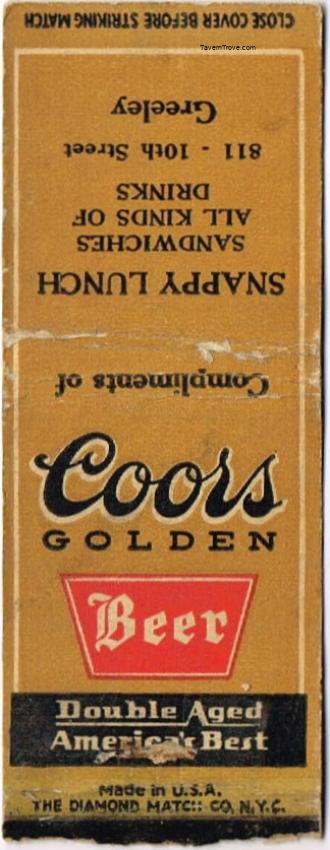 CLOSE COVER BEFORE STRIKING MATCH
TavernTrove.com
Compliments of
SNAPPY LUNCH
SANDWICHES
ALL KINDS OF
DRINKS
811 - 10th Street
Greeley
Coors
GOLDEN
Beer
Double Aged
America's Best
Made in U.S.A.
THE DIAMOND MATCH CO. N.Y.C.